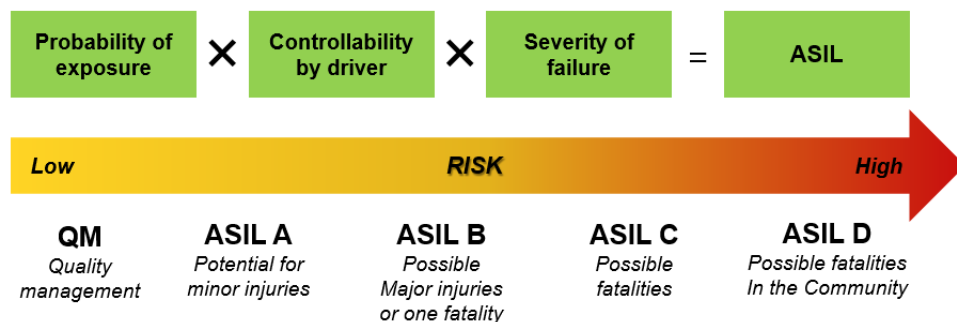 Probability of
exposure
×
Controllability
by driver
×
Severity of
failure
=
ASIL
Low
RISK
High
QM
Quality
management
ASIL A
Potential for
minor injuries
ASIL B
Possible
Major injuries
or one fatality
ASIL C
Possible
fatalities
ASIL D
Possible fatalities
In the Community